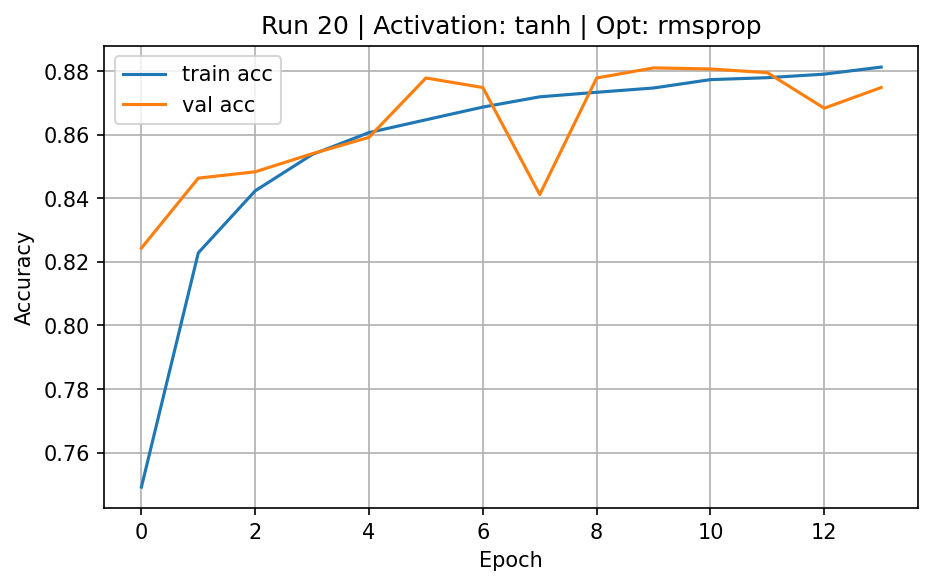 Run 20 | Activation: tanh | Opt: rmsprop
train acc
val acc
0.88
0.86
0.84
0.82
0.80
0.78
0.76
Accuracy
0 2 4 6 8 10 12
Epoch